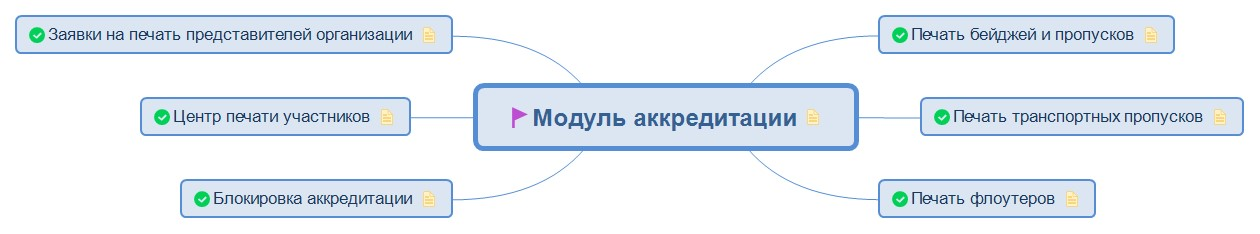 Заявки на печать представителей организации
Печать бейджей и пропусков
Модуль аккредитации
Центр печати участников
Печать транспортных пропусков
Блокировка аккредитации
Печать флоутеров